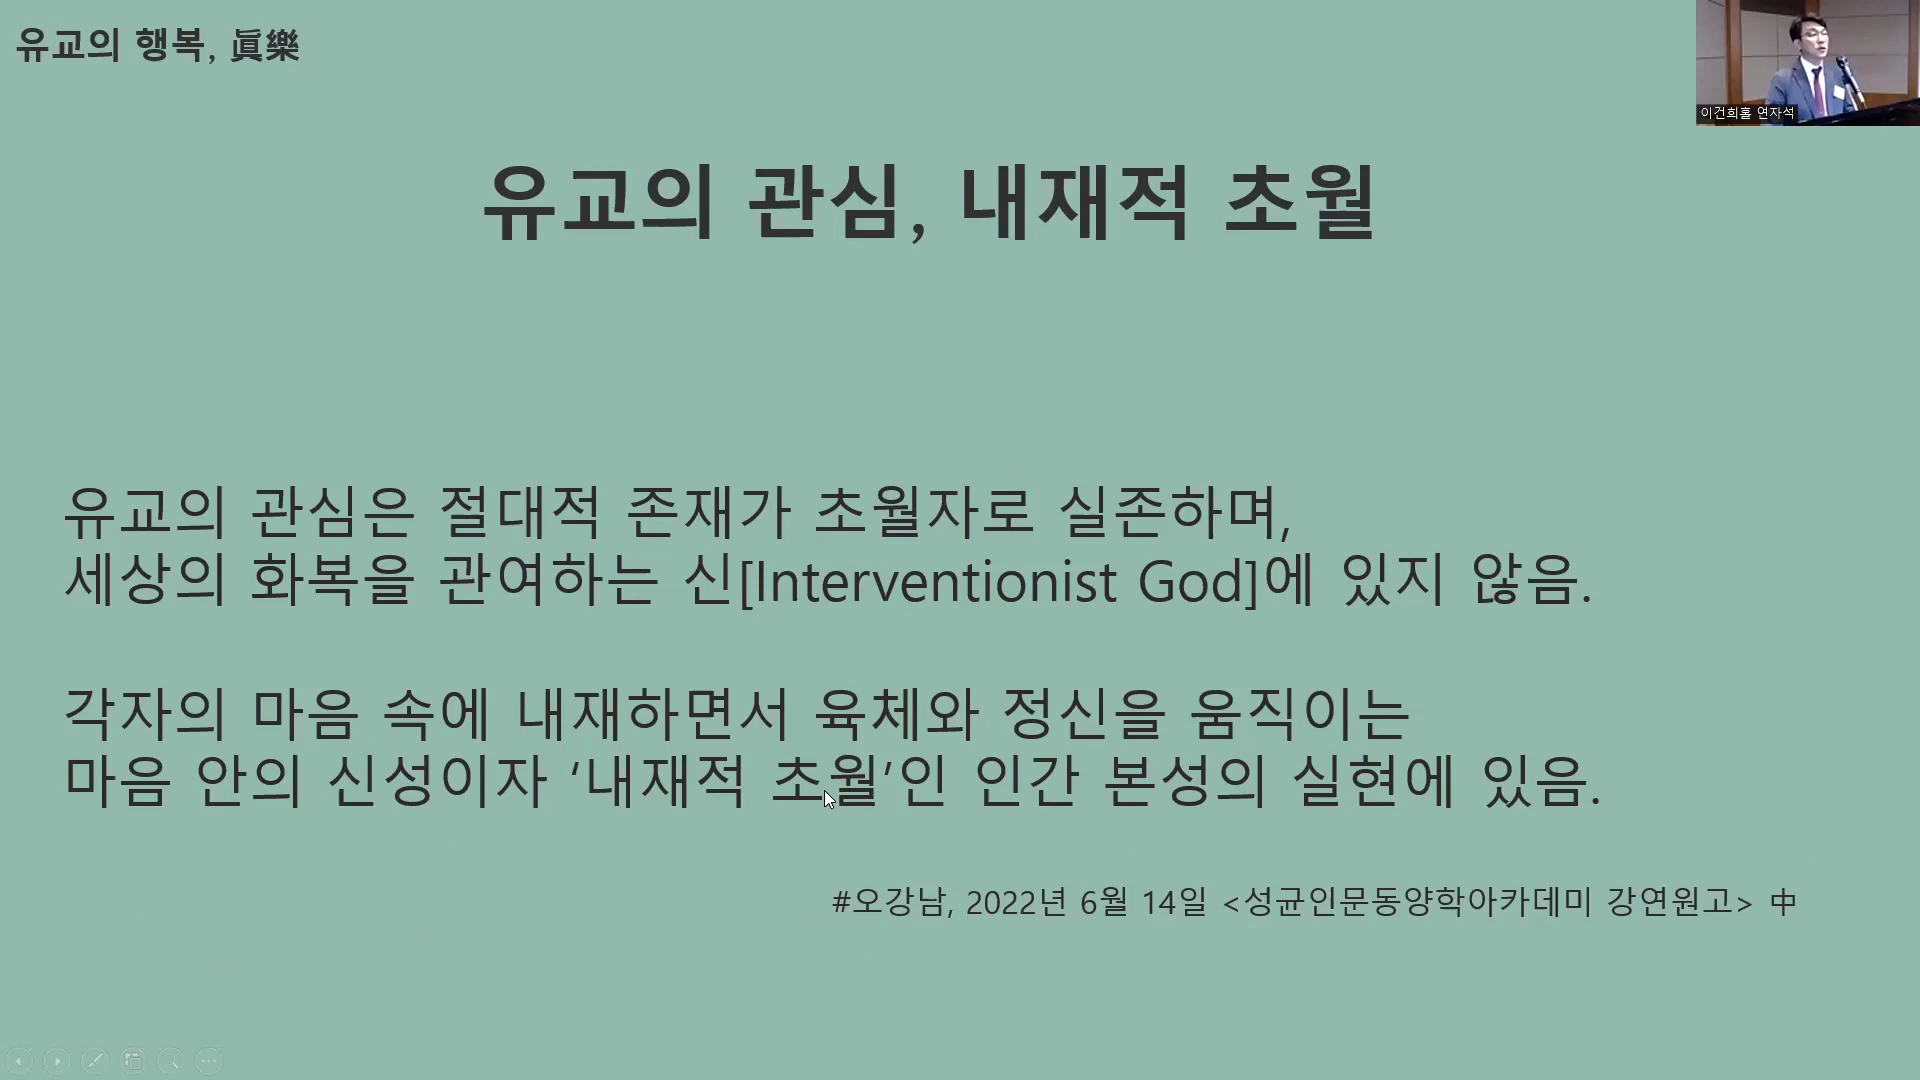 유교의 행복, 眞樂
이건희홀 연자석
유교의 관심, 내재적 초월
유교의 관심은 절대적 존재가 초월자로 실존하며,
세상의 화복을 관여하는 신[Interventionist God]에 있지 않음.
각자의 마음 속에 내재하면서 육체와 정신을 움직이는
마음 안의 신성이자 ‘내재적 초월’인 인간 본성의 실현에 있음.
#오강남, 2022년 6월 14일 <성균인문동양학아카데미 강연원고> 中